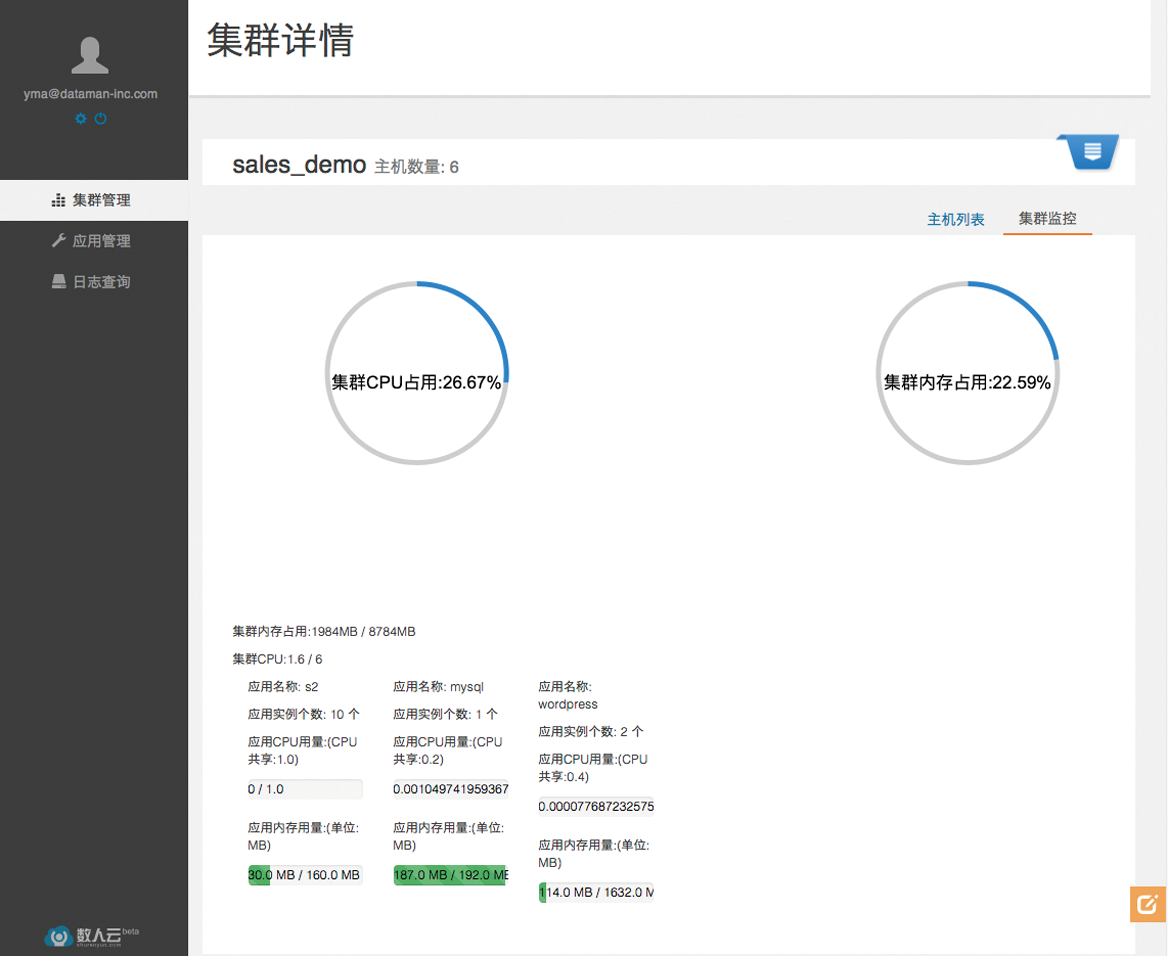 集群详情
yma@dataman-inc.com
sales_demo 主机数量: 6
集群管理
应用管理
日志查询
主机列表
集群监控
集群CPU占用:26.67%
集群内存占用:22.59%
集群内存占用:1984MB / 8784MB
集群CPU:1.6 / 6
应用名称: s2
应用实例个数: 10 个
应用CPU用量:(CPU
共享:1.0)
0 / 1.0
应用内存用量:(单位:
MB)
30.0 MB / 160.0 MB
应用名称: mysql
应用实例个数: 1 个
应用CPU用量:(CPU
共享:0.2)
0.001049741959367
应用内存用量:(单位:
MB)
187.0 MB / 192.0 ME
应用名称:
wordpress
应用实例个数: 2 个
应用CPU用量:(CPU
共享:0.4)
0.000077687232575
应用内存用量:(单位:
MB)
114.0 MB / 1632.0 M
数人云 beta
shurenyun.com